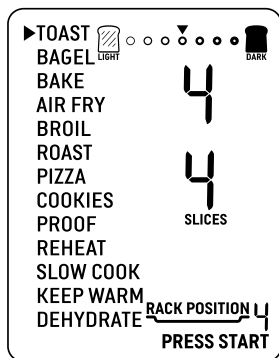 TOAST
LIGHT DARK
BAGEL
BAKE
4
AIR FRY
BROIL
ROAST
PIZZA
4
COOKIES
SLICES
PROOF
REHEAT
SLOW COOK
KEEP WARM
RACK POSITION 4
DEHYDRATE
PRESS START